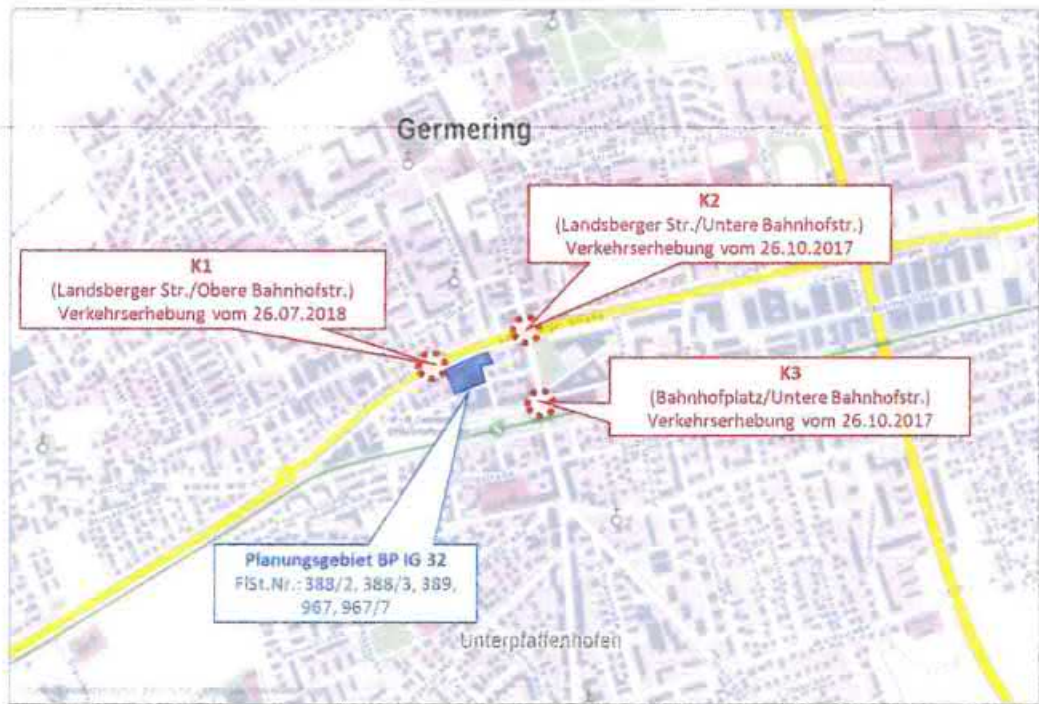 Germering
K2
(Landsberger Str./Untere Bahnhofstr.)
Verkehrserhebung vom 26.10.2017
K1
(Landsberger Str./Obere Bahnhofstr.)
Verkehrserhebung vom 26.07.2018
K3
(Bahnhofplatz/Untere Bahnhofstr.)
Verkehrserhebung vom 26.10.2017
Planungsgebiet BP IG 32
FlSt.Nr.: 388/2, 388/3, 389,
967, 967/7
Unterpfaffenhofen